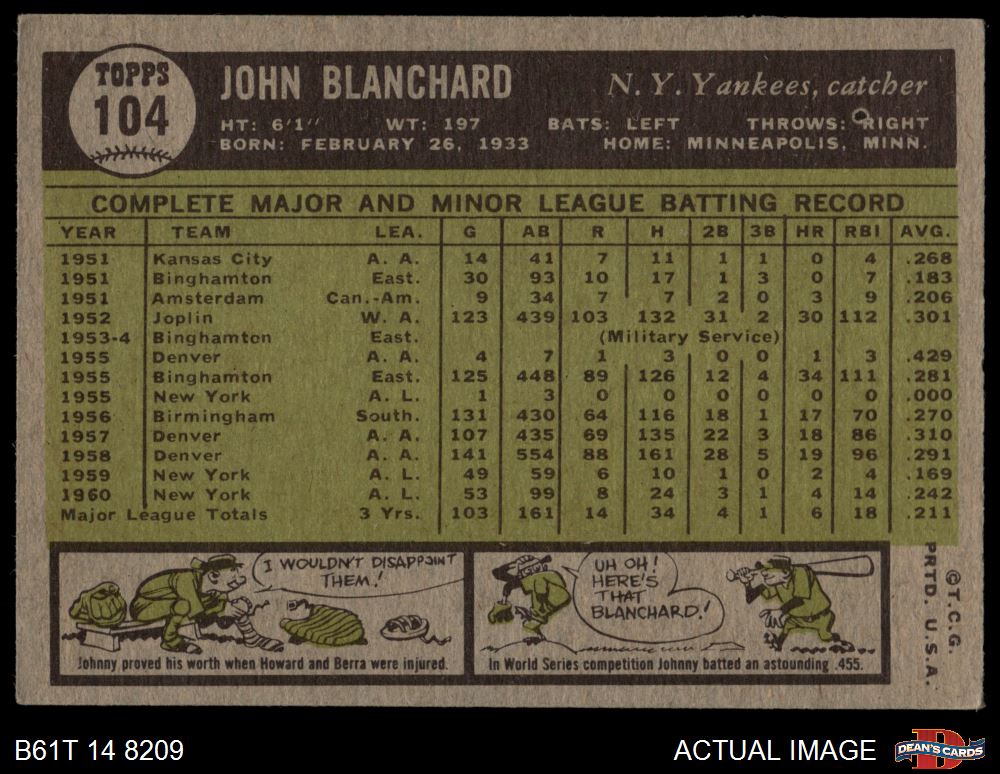 TOPPS
104
JOHN BLANCHARD
N. Y. Yankees, catcher
HT: 6'1" WT: 197 BATS: LEFT THROWS: RIGHT
BORN: FEBRUARY 26, 1933 HOME: MINNEAPOLIS, MINN.
COMPLETE MAJOR AND MINOR LEAGUE BATTING RECORD
YEAR TEAM LEA. G AB R H 2B 3B HR RBI AVG.
1951 Kansas City A. A. 14 41 7 11 1 1 0 4 .268
1951 Binghamton East. 30 93 10 17 1 3 0 7 .183
1951 Amsterdam Can.-Am. 9 34 7 7 2 0 3 9 .206
1952 Joplin W. A. 123 439 103 132 31 2 30 112 .301
1953-4 Binghamton East. (Military Service)
1955 Denver A. A. 4 7 1 3 0 0 1 3 .429
1955 Binghamton East. 125 448 89 126 12 4 34 111 .281
1955 New York A. L. 1 3 0 0 0 0 0 0 .000
1956 Birmingham South. 131 430 64 116 18 1 17 70 .270
1957 Denver A. A. 107 435 69 135 22 3 18 86 .310
1958 Denver A. A. 141 554 88 161 28 5 19 96 .291
1959 New York A. L. 49 59 6 10 1 0 2 4 .169
1960 New York A. L. 53 99 8 24 3 1 4 14 .242
Major League Totals 3 Yrs. 103 161 14 34 4 1 6 18 .211
I WOULDN'T DISAPPOINT
THEM!
Johnny proved his worth when Howard and Berra were injured.
UH OH!
HERE'S
THAT
BLANCHARD!
In World Series competition Johnny batted an astounding .455.
©T.C.G.
PRTD. U.S.A.
B61T 14 8209
ACTUAL IMAGE
D
DEAN'S CARDS